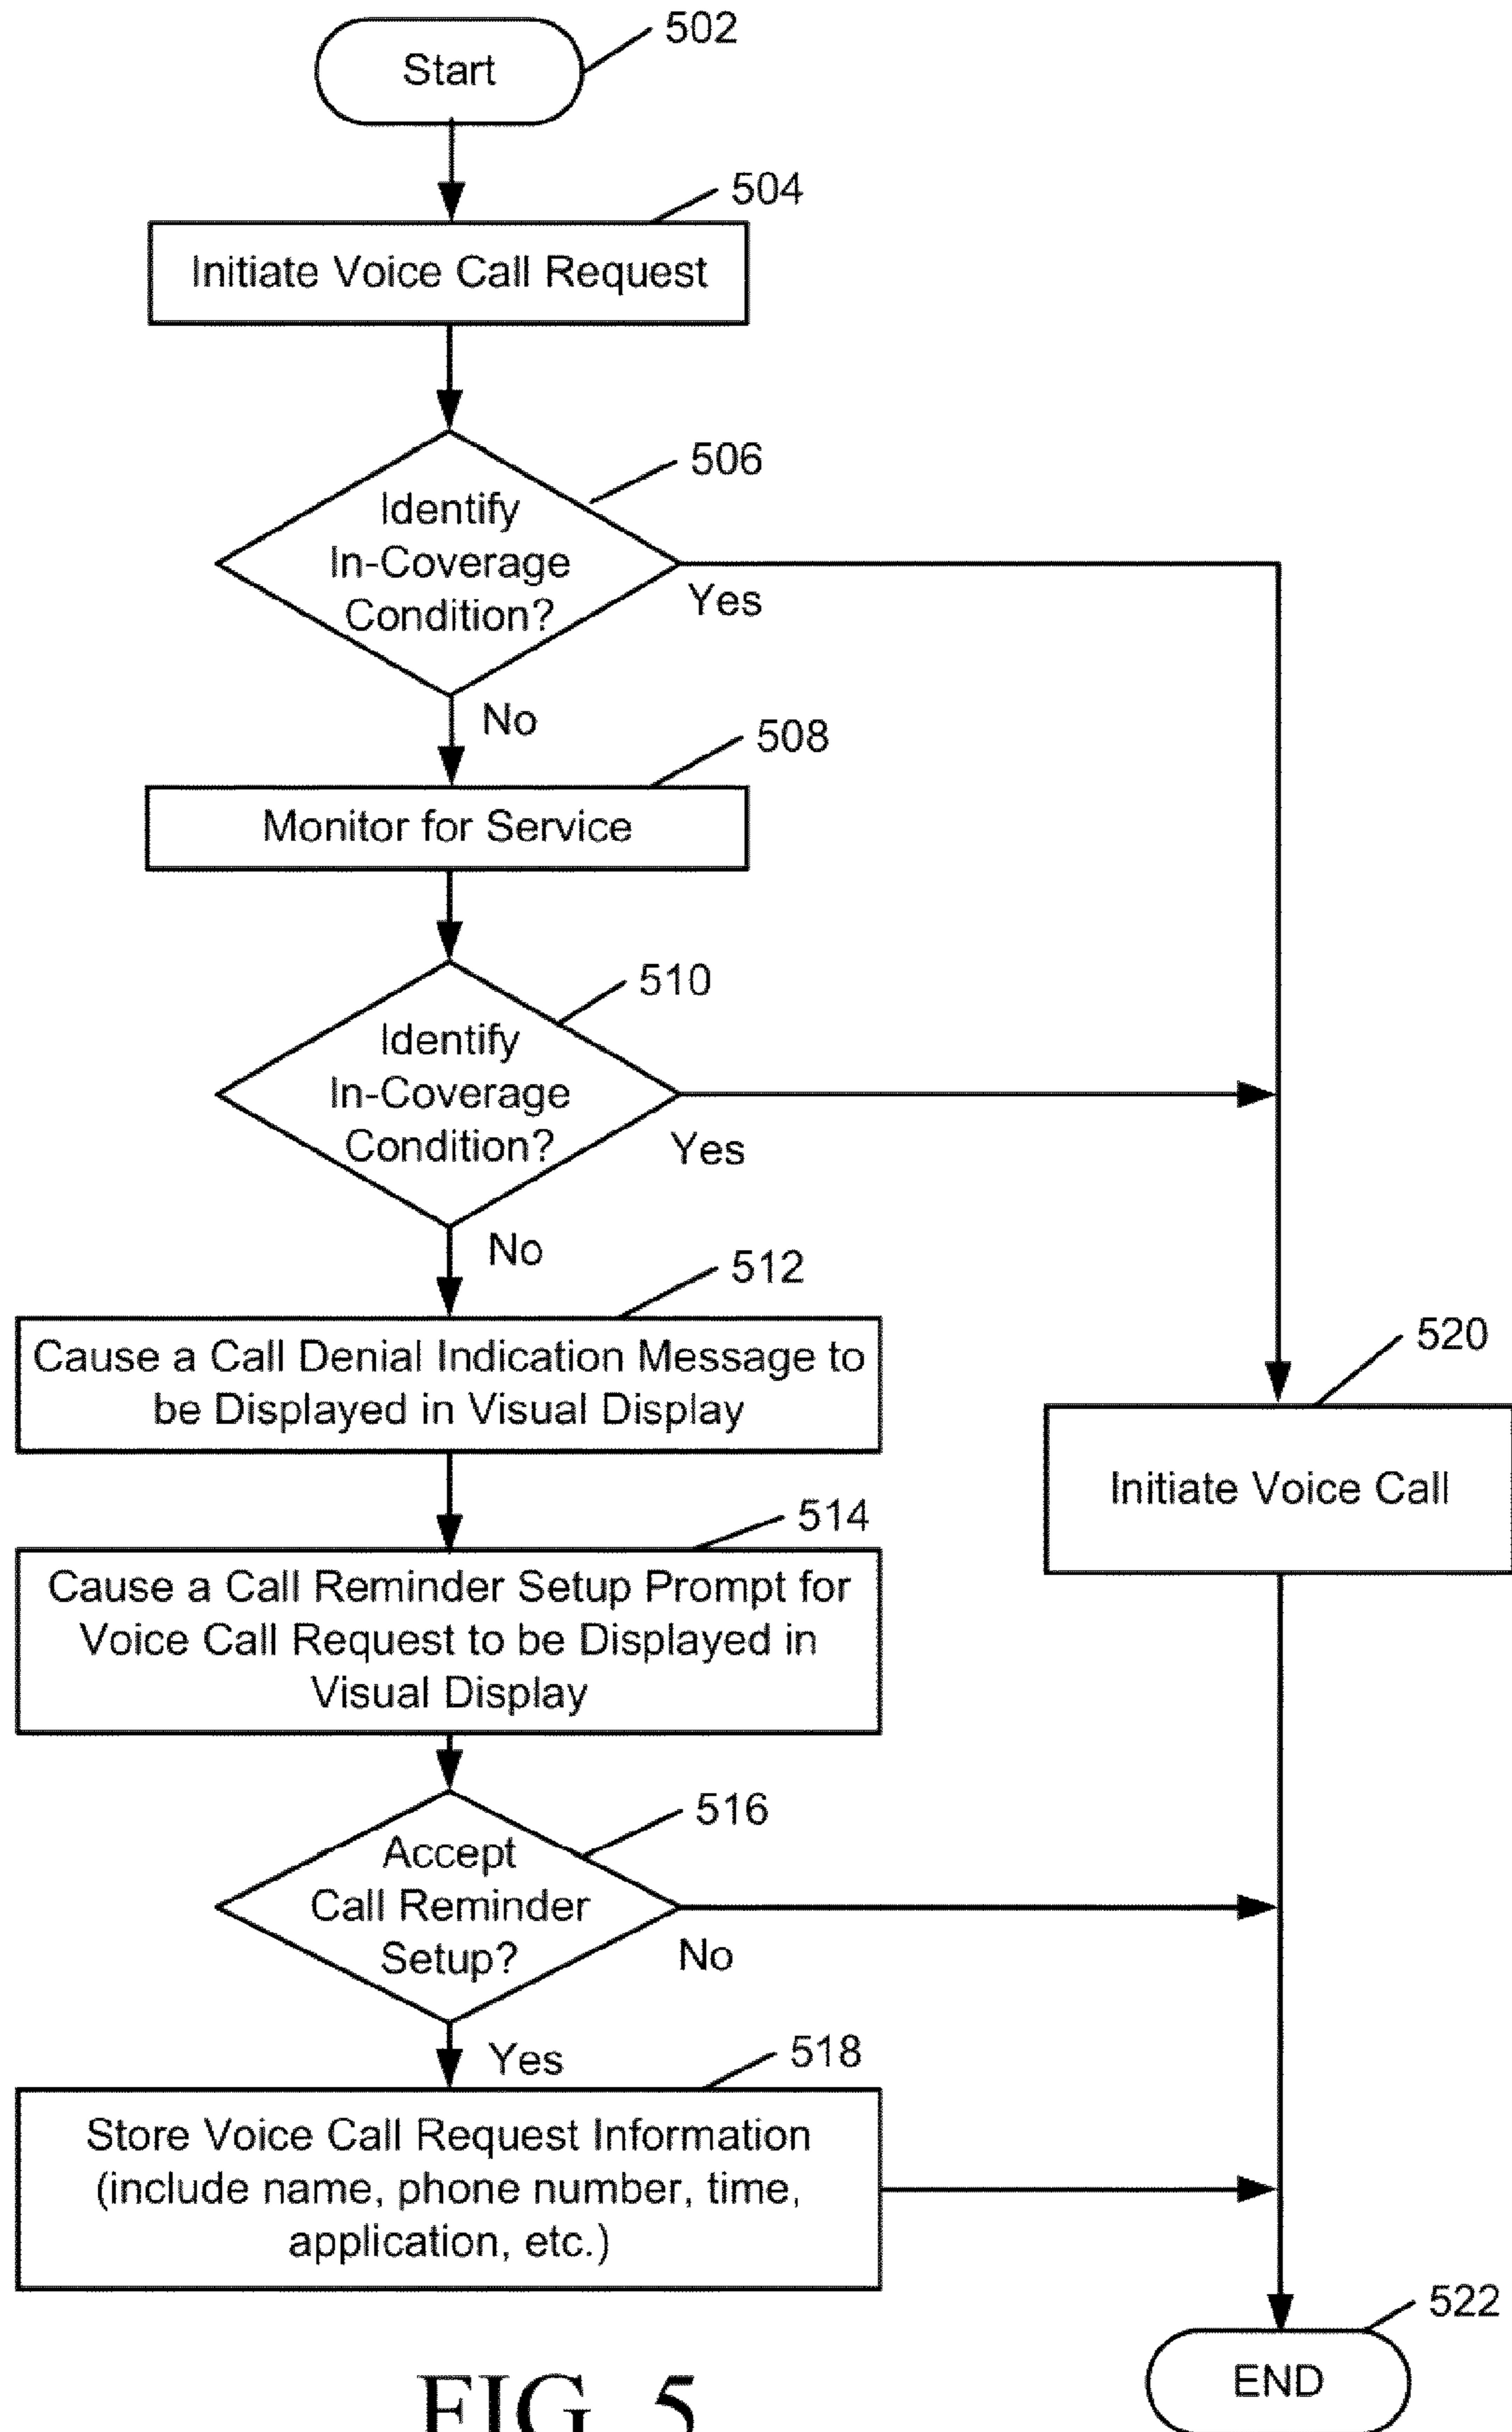 502
Start
504
Initiate Voice Call Request
506
Identify
In-Coverage
Condition?
Yes
No
508
Monitor for Service
510
Identify
In-Coverage
Condition?
Yes
No
512
Cause a Call Denial Indication Message to
be Displayed in Visual Display
520
Initiate Voice Call
514
Cause a Call Reminder Setup Prompt for
Voice Call Request to be Displayed in
Visual Display
516
Accept
Call Reminder
Setup?
No
Yes
518
Store Voice Call Request Information
(include name, phone number, time,
application, etc.)
522
END
FIG. 5